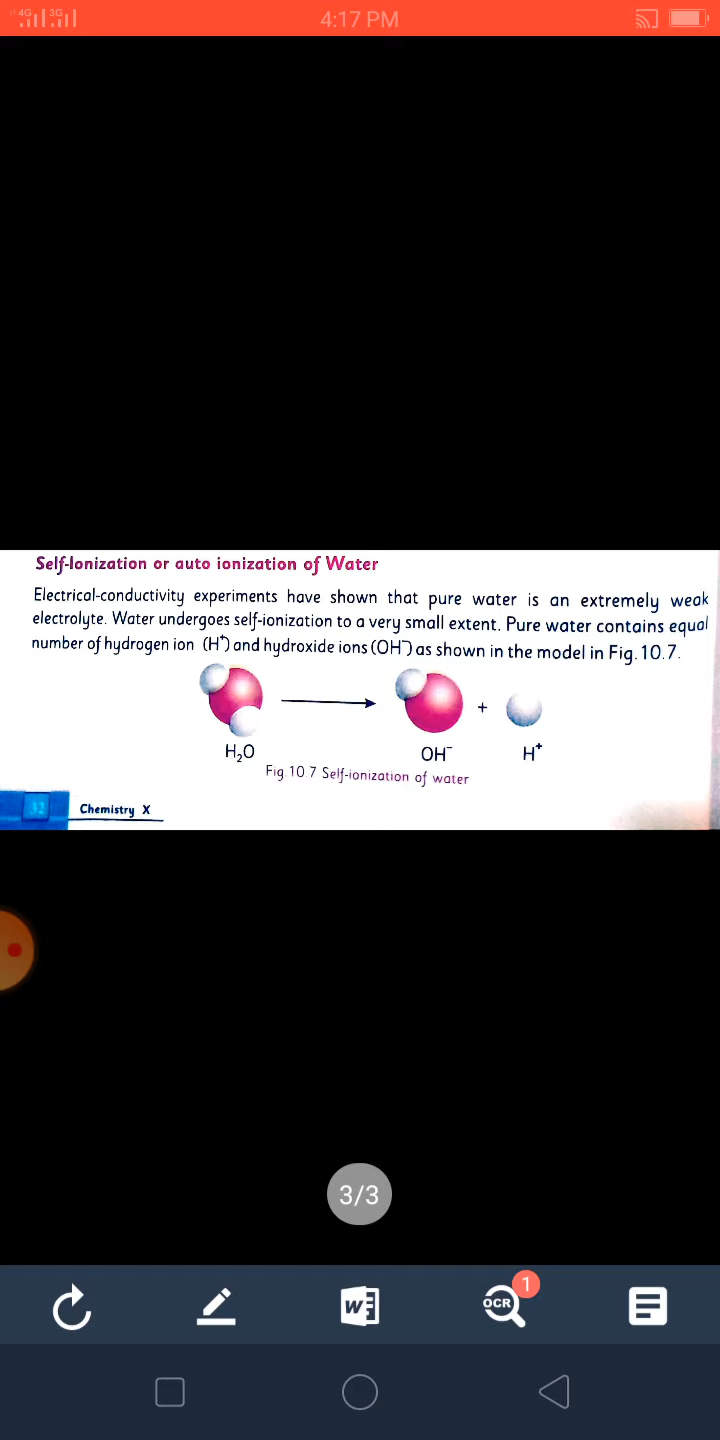 4G 3G 4:17 PM
Self-Ionization or auto ionization of Water
Electrical-conductivity experiments have shown that pure water is an extremely weak
electrolyte. Water undergoes self-ionization to a very small extent. Pure water contains equal
number of hydrogen ion (H⁺) and hydroxide ions (OH⁻) as shown in the model in Fig.10.7.
+
H₂O OH⁻ H⁺
Fig.10.7 Self-ionization of water
32 Chemistry X
3/3
W
OCR 1